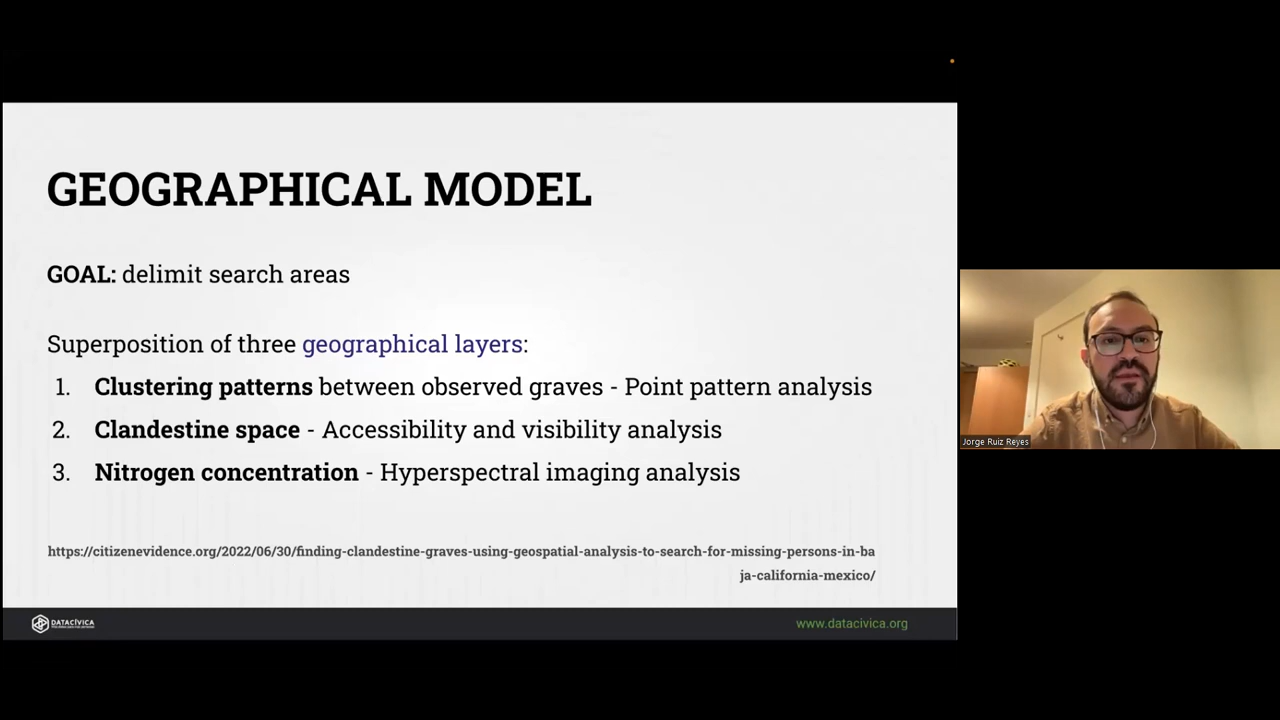 GEOGRAPHICAL MODEL
GOAL: delimit search areas
Superposition of three geographical layers:
1. Clustering patterns between observed graves - Point pattern analysis
2. Clandestine space - Accessibility and visibility analysis
3. Nitrogen concentration - Hyperspectral imaging analysis
https://citizenevidence.org/2022/06/30/finding-clandestine-graves-using-geospatial-analysis-to-search-for-missing-persons-in-ba
ja-california-mexico/
DATACÍVICA
www.datacivica.org
Jorge Ruiz Reyes